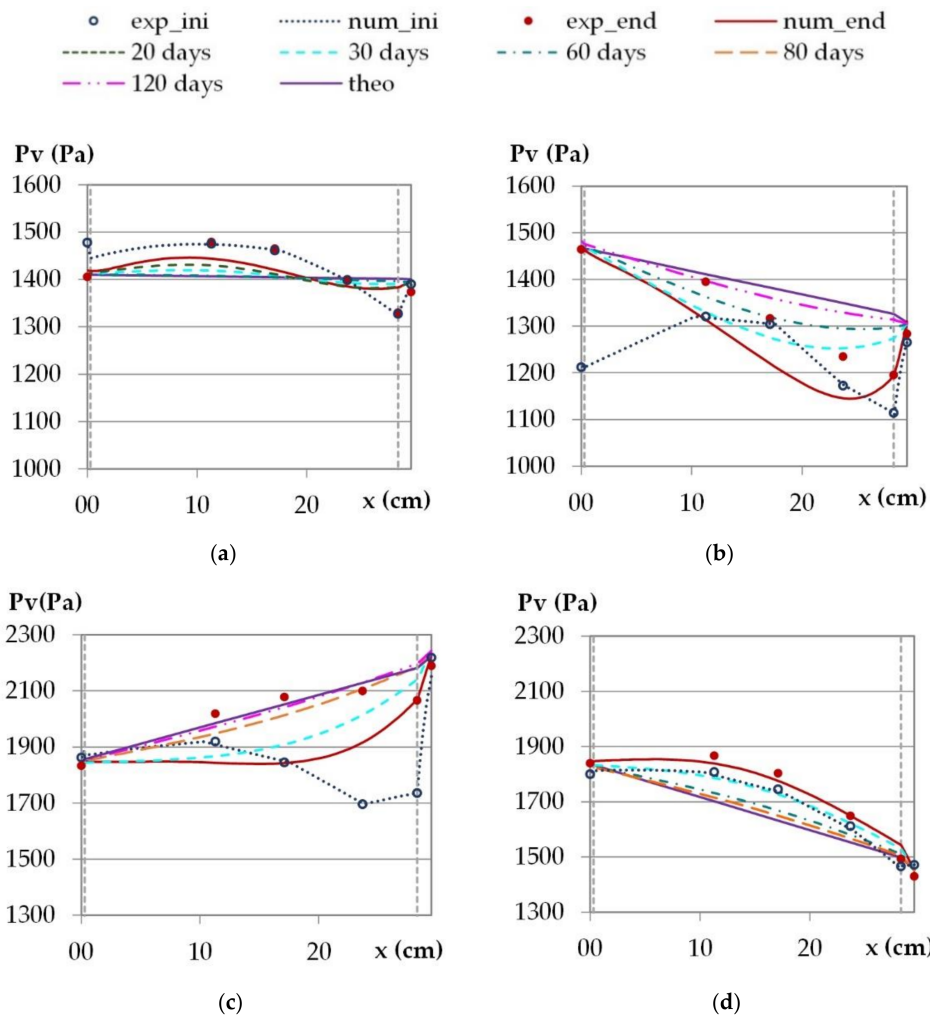 exp_ini num_ini exp_end num_end
20 days 30 days 60 days 80 days
120 days theo
Pv (Pa)
1600
1500
1400
1300
1200
1100
1000
00 10 20 x (cm)
(a)
Pv (Pa)
1600
1500
1400
1300
1200
1100
1000
00 10 20 x (cm)
(b)
Pv(Pa)
2300
2100
1900
1700
1500
1300
00 10 20 x (cm)
(c)
Pv (Pa)
2300
2100
1900
1700
1500
1300
00 10 20 x (cm)
(d)